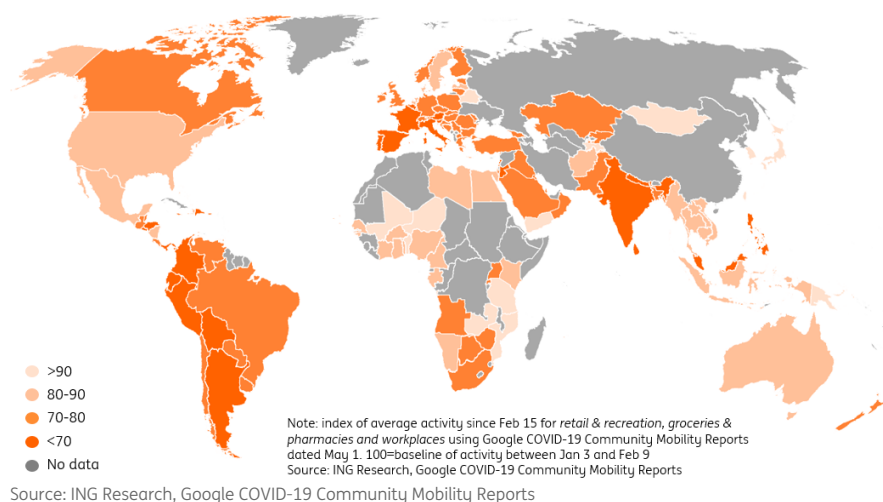 >90
80-90
70-80
<70
No data
Note: index of average activity since Feb 15 for retail & recreation, groceries &
pharmacies and workplaces using Google COVID-19 Community Mobility Reports
dated May 1. 100=baseline of activity between Jan 3 and Feb 9
Source: ING Research, Google COVID-19 Community Mobility Reports
Source: ING Research, Google COVID-19 Community Mobility Reports